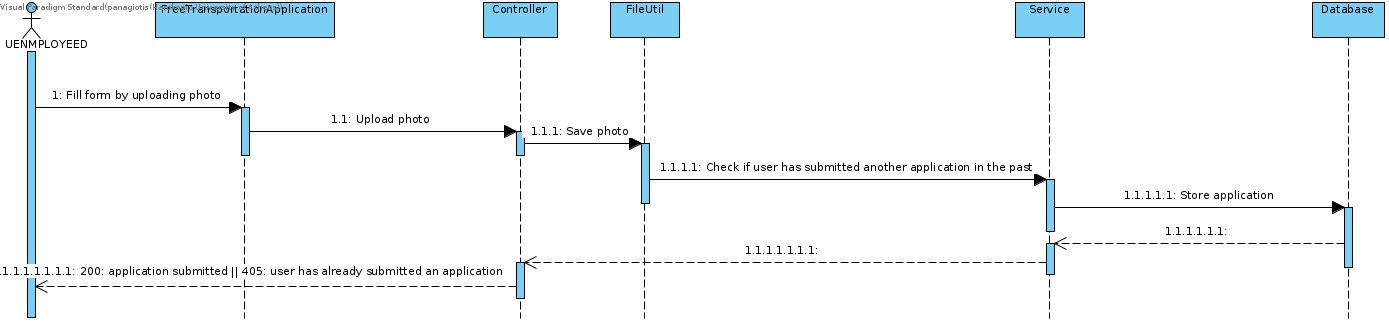 Visual Paradigm Standard(panagiotis(
FreeTransportationApplication
Controller
FileUtil
Service
Database
UENMPLOYEED
1: Fill form by uploading photo
1.1: Upload photo
1.1.1: Save photo
1.1.1.1: Check if user has submitted another application in the past
1.1.1.1.1: Store application
1.1.1.1.1.1:
1.1.1.1.1.1.1:
.1.1.1.1.1.1.1: 200: application submitted || 405: user has already submitted an application